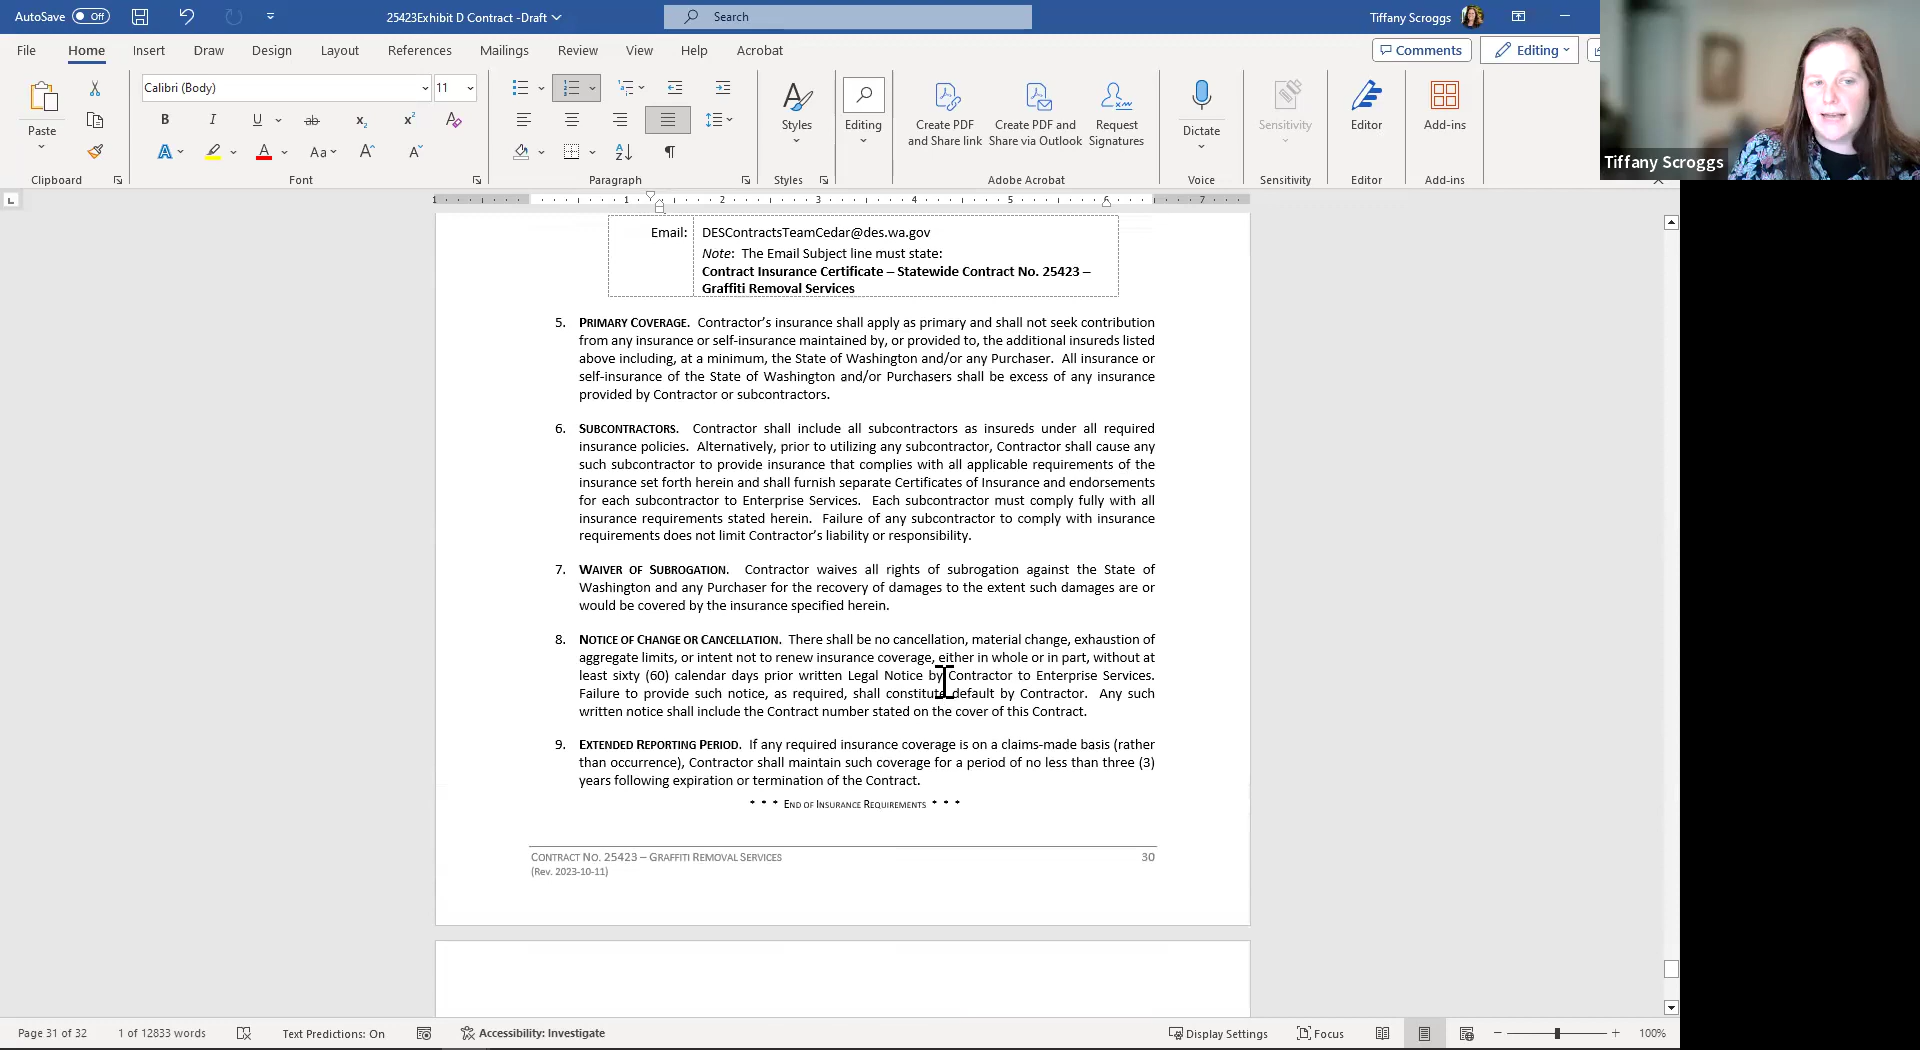 AutoSave Off 25423Exhibit D Contract -Draft Search Tiffany Scroggs
File Home Insert Draw Design Layout References Mailings Review View Help Acrobat Comments Editing
Calibri (Body) 11
Paste
Styles
Editing
Create PDF and Share link
Create PDF and Share via Outlook
Request Signatures
Dictate
Sensitivity
Editor
Add-ins
Clipboard Font Paragraph Styles Adobe Acrobat Voice Sensitivity Editor Add-ins
Tiffany Scroggs
1 1 2 3 4 5 6 7
Email: DESContractsTeamCedar@des.wa.gov
Note: The Email Subject line must state:
Contract Insurance Certificate – Statewide Contract No. 25423 –
Graffiti Removal Services
5. PRIMARY COVERAGE. Contractor's insurance shall apply as primary and shall not seek contribution
from any insurance or self-insurance maintained by, or provided to, the additional insureds listed
above including, at a minimum, the State of Washington and/or any Purchaser. All insurance or
self-insurance of the State of Washington and/or Purchasers shall be excess of any insurance
provided by Contractor or subcontractors.
6. SUBCONTRACTORS. Contractor shall include all subcontractors as insureds under all required
insurance policies. Alternatively, prior to utilizing any subcontractor, Contractor shall cause any
such subcontractor to provide insurance that complies with all applicable requirements of the
insurance set forth herein and shall furnish separate Certificates of Insurance and endorsements
for each subcontractor to Enterprise Services. Each subcontractor must comply fully with all
insurance requirements stated herein. Failure of any subcontractor to comply with insurance
requirements does not limit Contractor's liability or responsibility.
7. WAIVER OF SUBROGATION. Contractor waives all rights of subrogation against the State of
Washington and any Purchaser for the recovery of damages to the extent such damages are or
would be covered by the insurance specified herein.
8. NOTICE OF CHANGE OR CANCELLATION. There shall be no cancellation, material change, exhaustion of
aggregate limits, or intent not to renew insurance coverage, either in whole or in part, without at
least sixty (60) calendar days prior written Legal Notice by Contractor to Enterprise Services.
Failure to provide such notice, as required, shall constitute default by Contractor. Any such
written notice shall include the Contract number stated on the cover of this Contract.
9. EXTENDED REPORTING PERIOD. If any required insurance coverage is on a claims-made basis (rather
than occurrence), Contractor shall maintain such coverage for a period of no less than three (3)
years following expiration or termination of the Contract.
* * * END OF INSURANCE REQUIREMENTS * * *
CONTRACT NO. 25423 – GRAFFITI REMOVAL SERVICES 30
(Rev. 2023-10-11)
Page 31 of 32 1 of 12833 words Text Predictions: On Accessibility: Investigate Display Settings Focus 100%